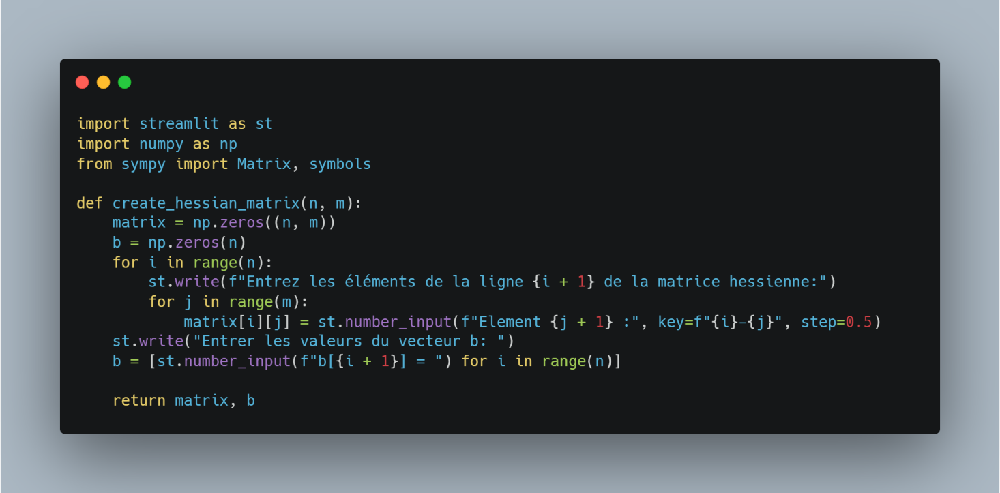 import streamlit as st
import numpy as np
from sympy import Matrix, symbols

def create_hessian_matrix(n, m):
    matrix = np.zeros((n, m))
    b = np.zeros(n)
    for i in range(n):
        st.write(f"Entrez les éléments de la ligne {i + 1} de la matrice hessienne:")
        for j in range(m):
            matrix[i][j] = st.number_input(f"Element {j + 1} :", key=f"{i}-{j}", step=0.5)
    st.write("Entrer les valeurs du vecteur b: ")
    b = [st.number_input(f"b[{i + 1}] = ") for i in range(n)]

    return matrix, b